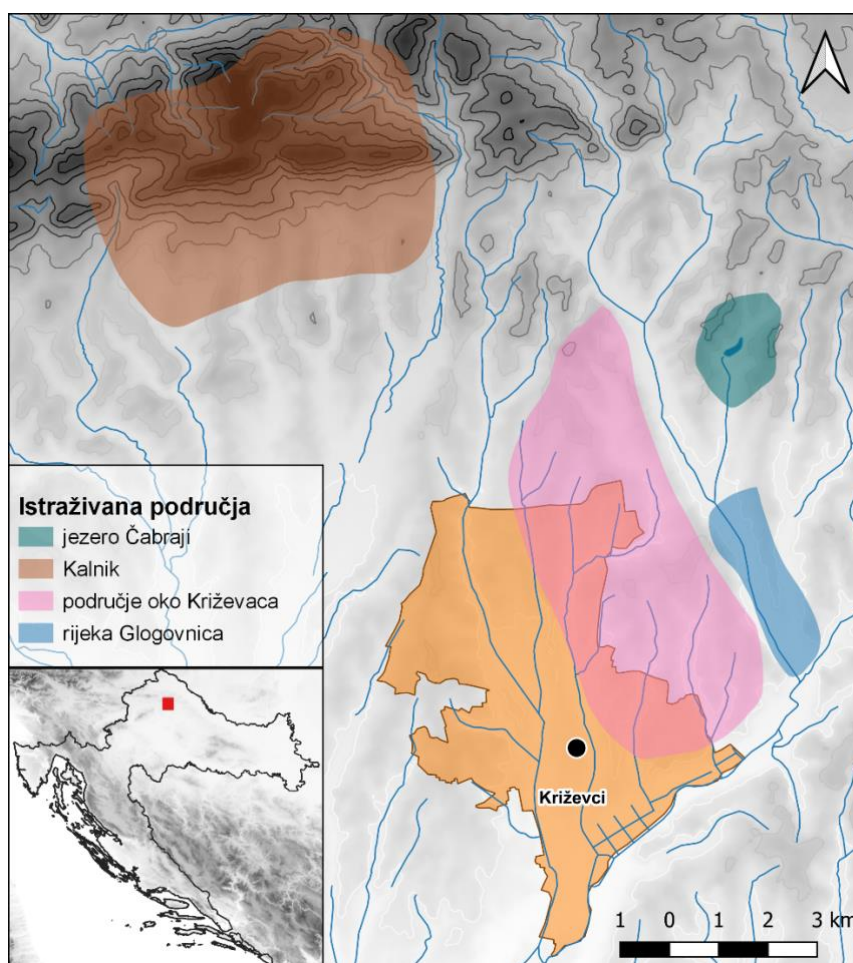 Istraživana područja
jezero Čabraji
Kalnik
područje oko Križevaca
rijeka Glogovnica
Križevci
1 0 1 2 3 km